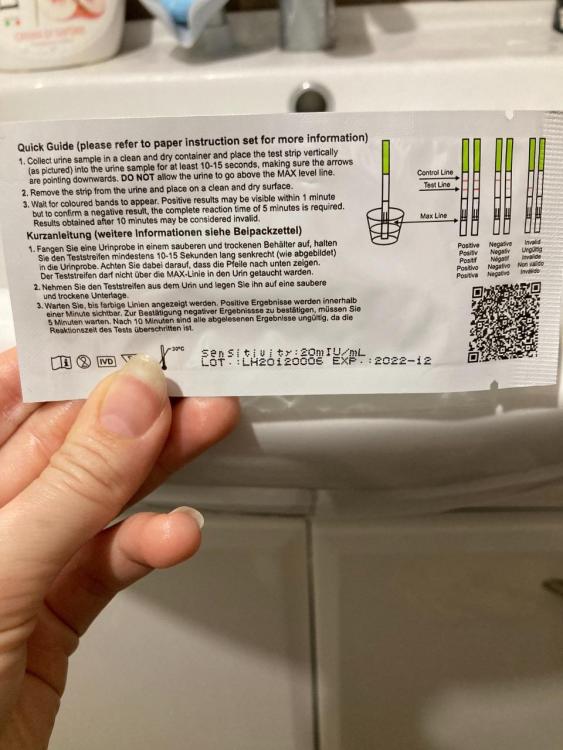 Quick Guide (please refer to paper instruction set for more information)
1. Collect urine sample in a clean and dry container and place the test strip vertically
(as pictured) into the urine sample for at least 10-15 seconds, making sure the arrows
are pointing downwards. DO NOT allow the urine to go above the MAX level line.
2. Remove the strip from the urine and place on a clean and dry surface.
3. Wait for coloured bands to appear. Positive results may be visible within 1 minute
but to confirm a negative result, the complete reaction time of 5 minutes is required.
Results obtained after 10 minutes may be considered invalid.
Kurzanleitung (weitere Informationen siehe Beipackzettel)
1. Fangen Sie eine Urinprobe in einem sauberen und trockenen Behälter auf, halten
Sie den Teststreifen mindestens 10-15 Sekunden lang senkrecht (wie abgebildet)
in die Urinprobe. Achten Sie dabei darauf, dass die Pfeile nach unten zeigen.
Der Teststreifen darf nicht über die MAX-Linie in den Urin getaucht warden.
2. Nehmen Sie den Teststreifen aus dem Urin und legen Sie ihn auf eine saubere
und trockene Unterlage.
3. Warten Sie, bis farbige Linien angezeigt werden. Positive Ergebnisse werden innerhalb
einer Minute sichtbar. Zur Bestätigung negativer Ergebnisse zu bestätigen, müssen Sie
5 Minuten warten. Nach 10 Minuten sind alle abgelesenen Ergebnisse ungültig, da die
Reaktionszeit des Tests überschritten ist.
IVD
30°C
Sensitivity:20mIU/mL
LOT.:LH20120006 EXP.:2022-12
Control Line
Test Line
Max Line
Positive Negative Invalid
Positiv Negativ Ungültig
Positif Négatif Invalide
Positivo Negativo Non valido
Positiva Negativo Inválido